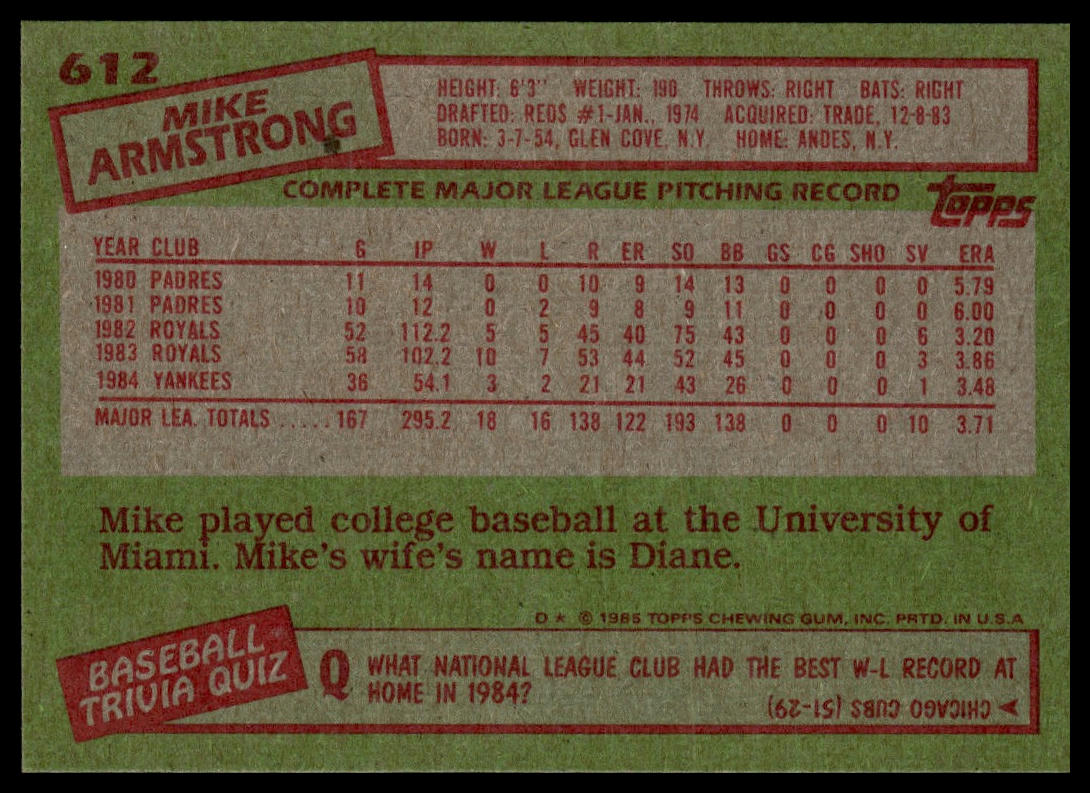 612
MIKE
ARMSTRONG
HEIGHT: 6'3" WEIGHT: 190 THROWS: RIGHT BATS: RIGHT
DRAFTED: REDS #1-JAN., 1974 ACQUIRED: TRADE, 12-8-83
BORN: 3-7-54, GLEN COVE, N.Y. HOME: ANDES, N.Y.
COMPLETE MAJOR LEAGUE PITCHING RECORD
TOPPS
YEAR CLUB G IP W L R ER SO BB GS CG SHO SV ERA
1980 PADRES 11 14 0 0 10 9 14 13 0 0 0 0 5.79
1981 PADRES 10 12 0 2 9 8 9 11 0 0 0 0 6.00
1982 ROYALS 52 112.2 5 5 45 40 75 43 0 0 0 6 3.20
1983 ROYALS 58 102.2 10 7 53 44 52 45 0 0 0 3 3.86
1984 YANKEES 36 54.1 3 2 21 21 43 26 0 0 0 1 3.48
MAJOR LEA. TOTALS ..... 167 295.2 18 16 138 122 193 138 0 0 0 10 3.71
Mike played college baseball at the University of
Miami. Mike's wife's name is Diane.
D * © 1985 TOPPS CHEWING GUM, INC. PRTD. IN U.S.A
BASEBALL
TRIVIA QUIZ
Q WHAT NATIONAL LEAGUE CLUB HAD THE BEST W-L RECORD AT
HOME IN 1984?
CHICAGO CUBS (51-29)